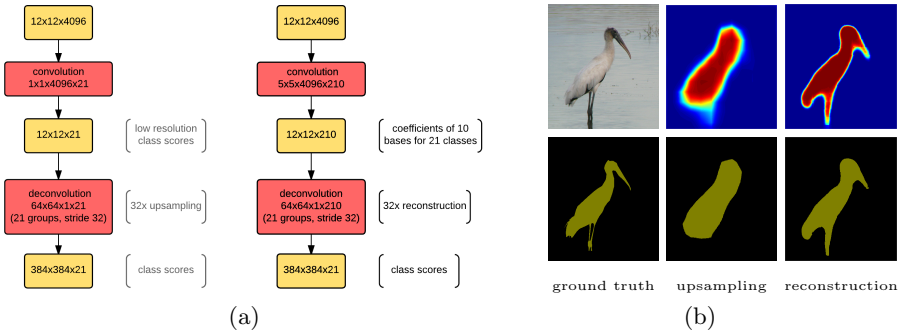 12x12x4096
convolution
1x1x4096x21
12x12x21
low resolution
class scores
deconvolution
64x64x1x21
(21 groups, stride 32)
32x upsampling
384x384x21
class scores
12x12x4096
convolution
5x5x4096x210
12x12x210
coefficients of 10
bases for 21 classes
deconvolution
64x64x1x210
(21 groups, stride 32)
32x reconstruction
384x384x21
class scores
(a)
ground truth
upsampling
reconstruction
(b)